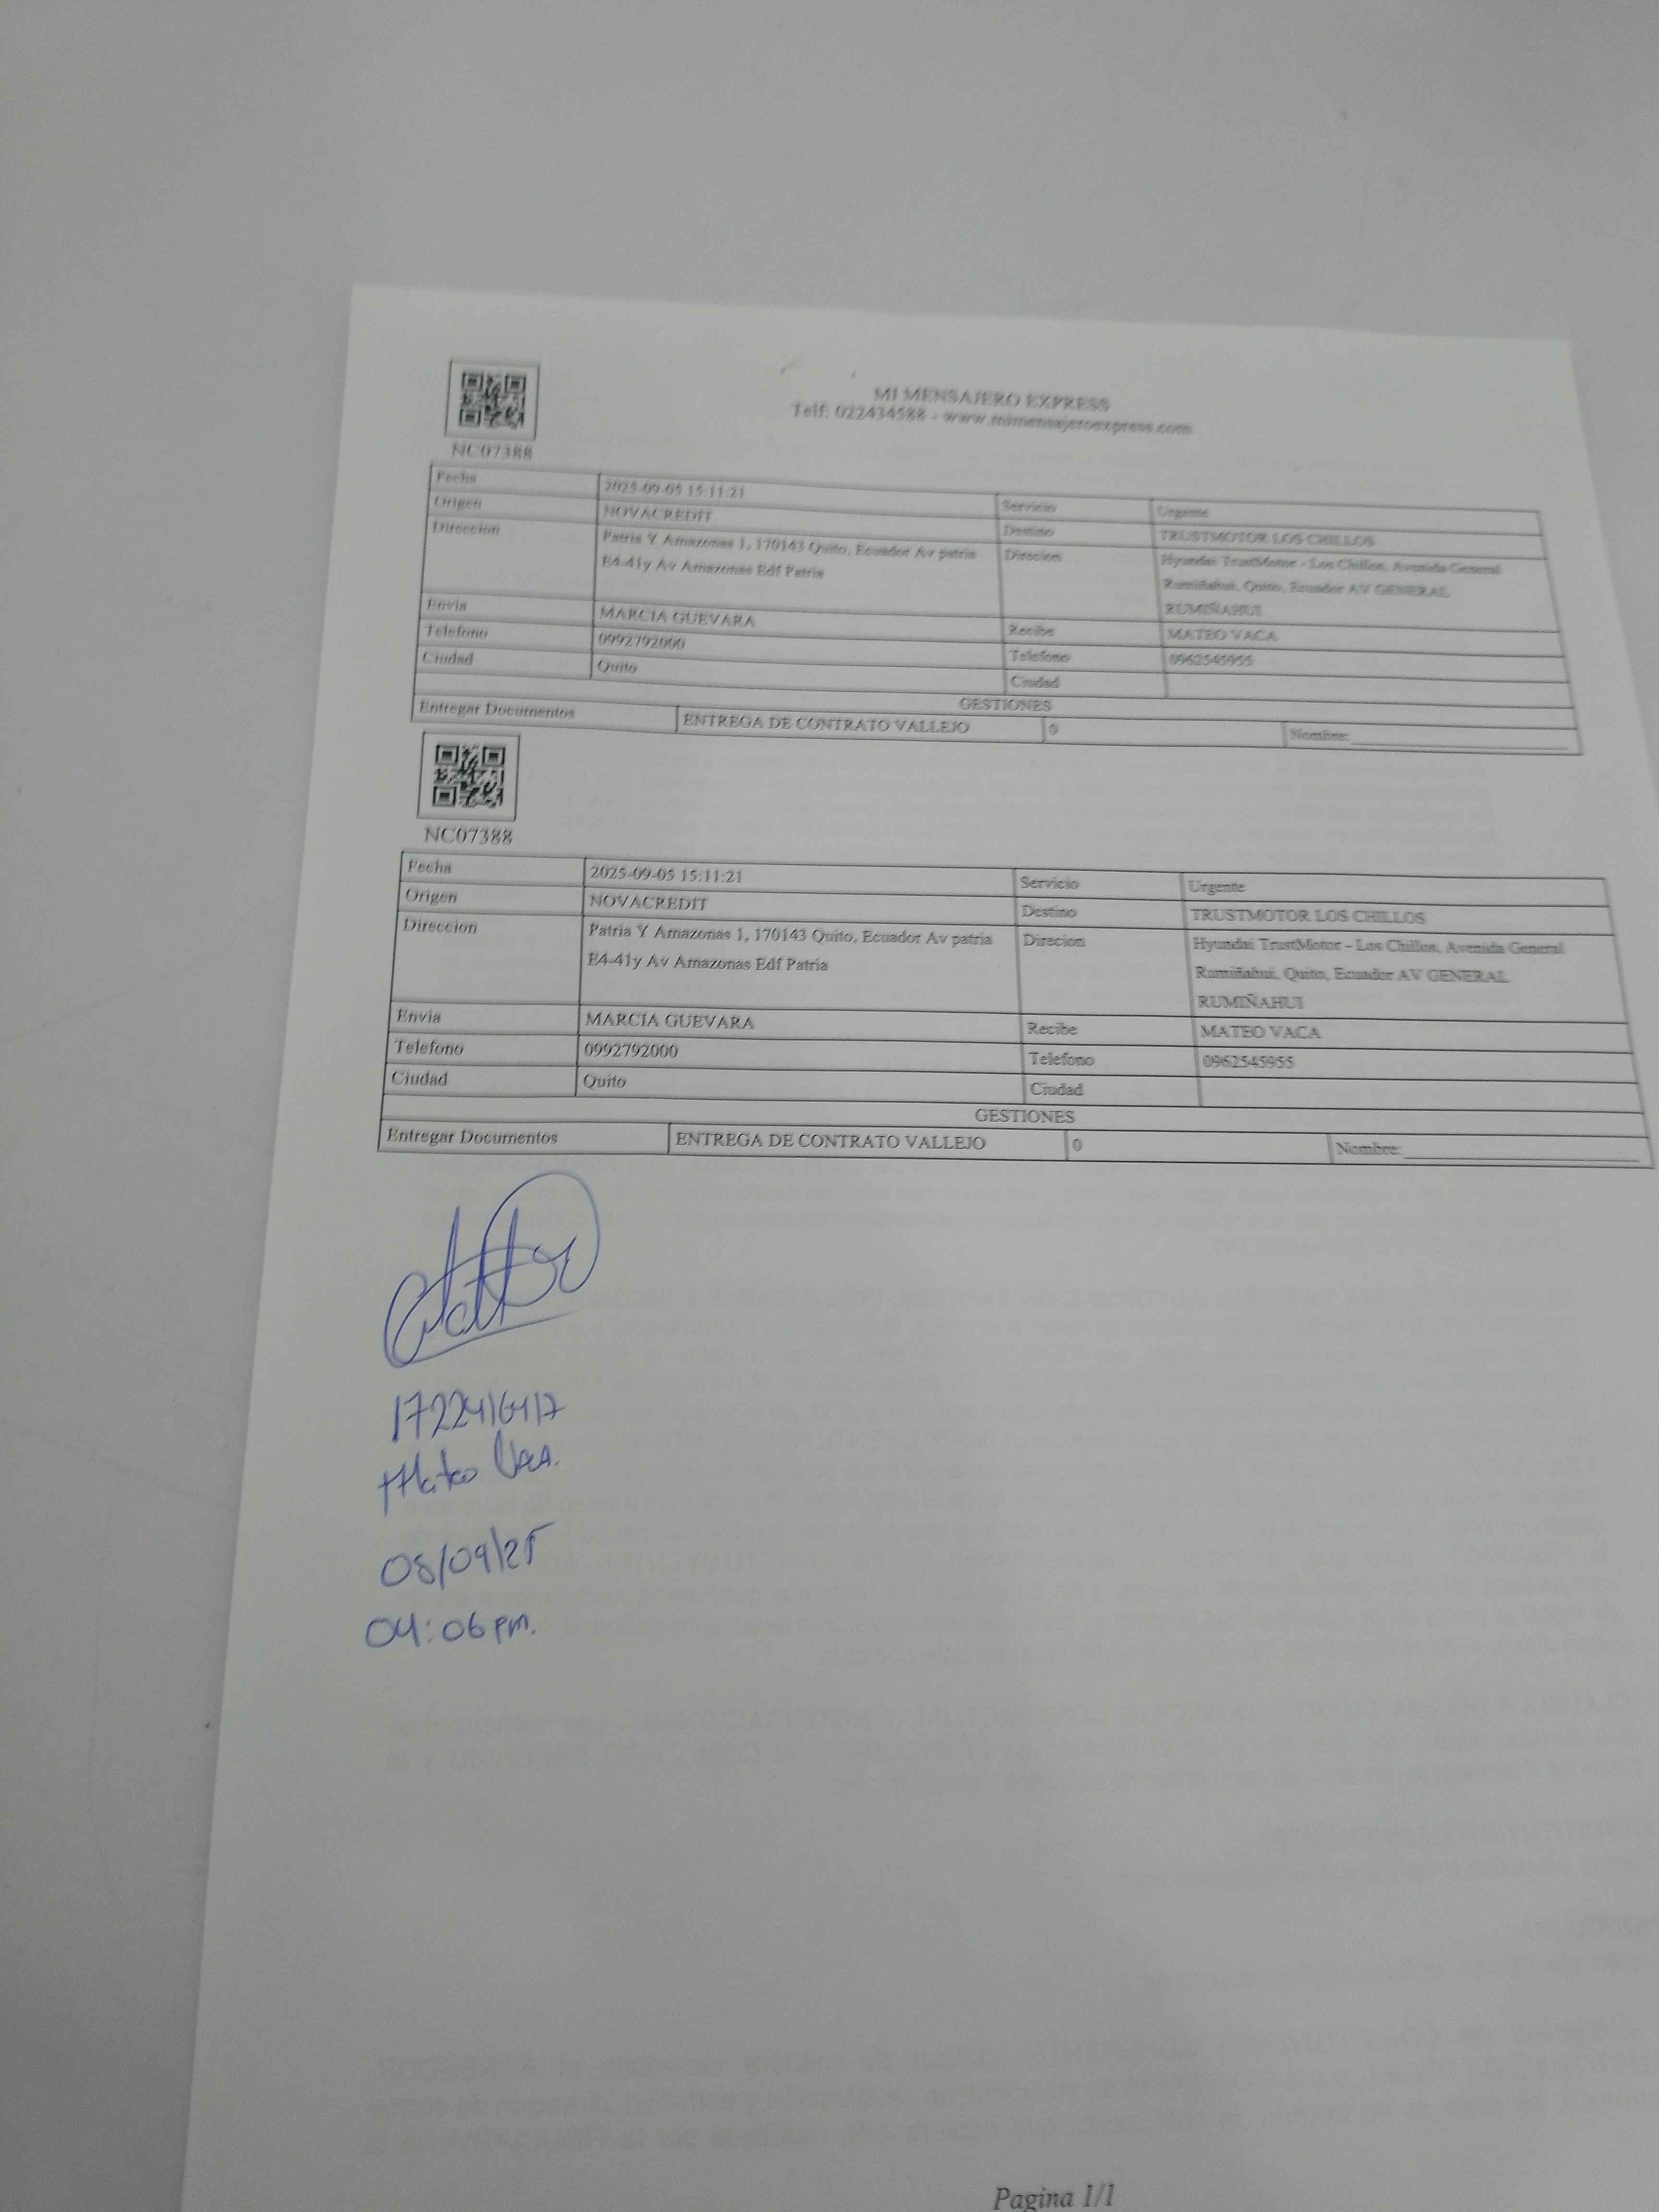 MI MENSAJERO EXPRESS
Telf: 022434588 - www.mimensajeroexpress.com
NC07388
Fecha 2025-09-05 15:11:21 Servicio Urgente
Origen NOVACREDIT Destino TRUSTMOTOR LOS CHILLOS
Direccion Patria Y Amazonas 1, 170143 Quito, Ecuador Av patria Direcion Hyundai TrustMotor - Los Chillos, Avenida General
E4-41y Av Amazonas Edf Patria Rumiñahui, Quito, Ecuador AV GENERAL
RUMIÑAHUI
Envia MARCIA GUEVARA Recibe MATEO VACA
Telefono 0992792000 Telefono 0962545955
Ciudad Quito Ciudad
GESTIONES
Entregar Documentos ENTREGA DE CONTRATO VALLEJO 0 Nombre:
NC07388
Fecha 2025-09-05 15:11:21 Servicio Urgente
Origen NOVACREDIT Destino TRUSTMOTOR LOS CHILLOS
Direccion Patria Y Amazonas 1, 170143 Quito, Ecuador Av patria Direcion Hyundai TrustMotor - Los Chillos, Avenida General
E4-41y Av Amazonas Edf Patria Rumiñahui, Quito, Ecuador AV GENERAL
RUMIÑAHUI
Envia MARCIA GUEVARA Recibe MATEO VACA
Telefono 0992792000 Telefono 0962545955
Ciudad Quito Ciudad
GESTIONES
Entregar Documentos ENTREGA DE CONTRATO VALLEJO 0 Nombre:
Mateo Vaca.
08/09/25
04:06 pm.
Pagina 1/1